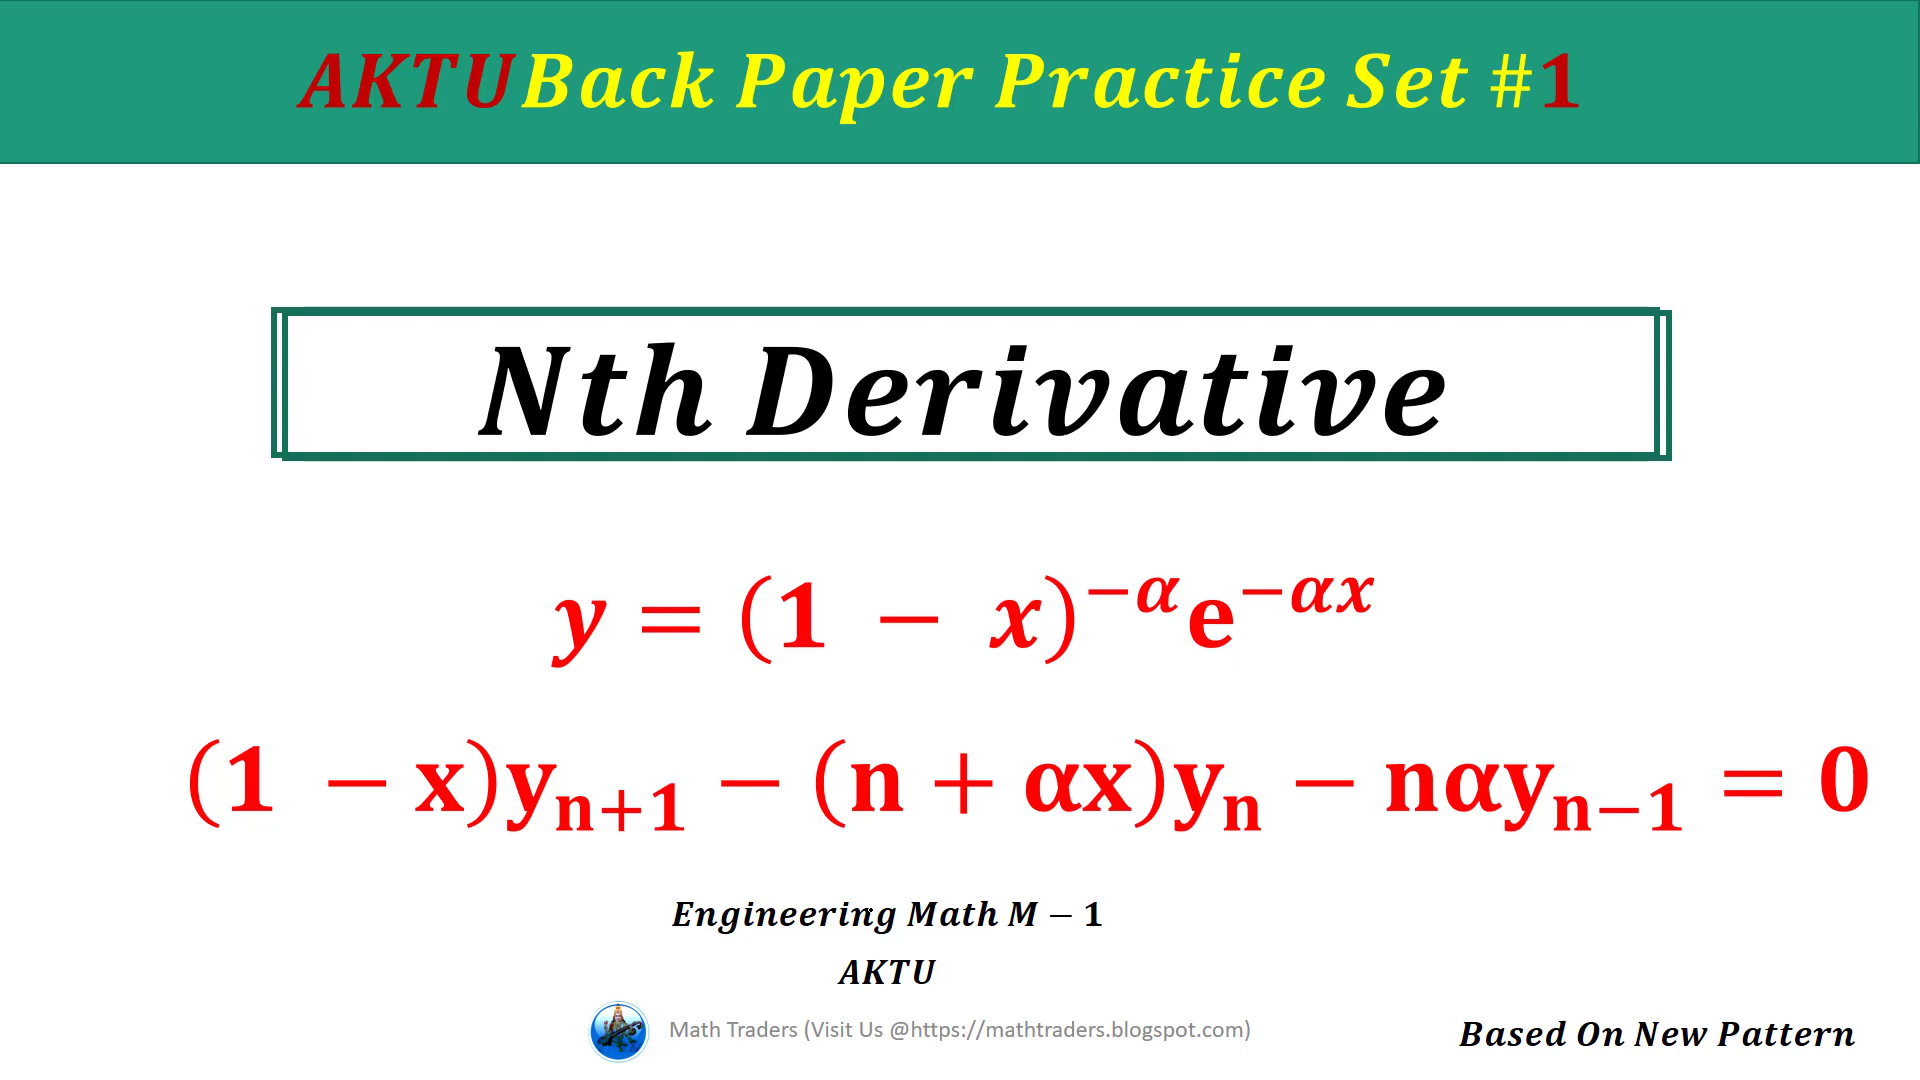 AKTU Back Paper Practice Set #1
Nth Derivative
y = (1 − x)^{−α}e^{−αx}
(1 − x)y_{n+1} − (n + αx)y_n − nαy_{n−1} = 0
Engineering Math M − 1
AKTU
Math Traders (Visit Us @https://mathtraders.blogspot.com)
Based On New Pattern